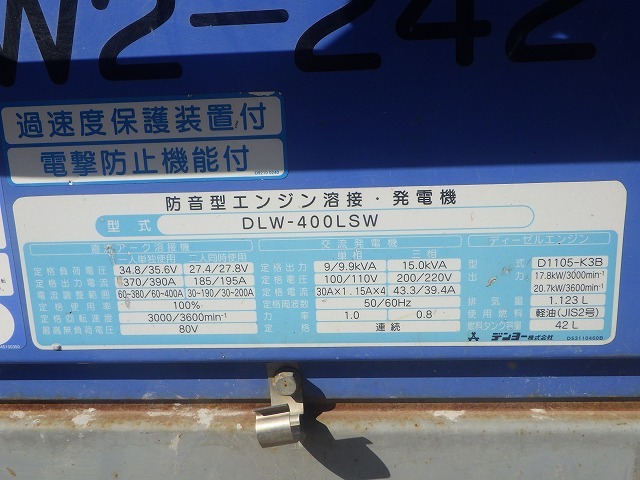 W2-242
過速度保護装置付
電撃防止機能付
DS210 0240
防音型エンジン溶接・発電機
型式 DLW-400LSW
直流アーク溶接機
一人単独使用 二人同時使用
定格負荷電圧 34.8/35.6V 27.4/27.8V
定格出力電流 370/390A 185/195A
電流調整範囲 60-380/60-400A 30-190/30-200A
定格使用率 100%
定格回転速度 3000/3600min⁻¹
最高無負荷電圧 80V
交流発電機
単相 三相
定格出力 9/9.9kVA 15.0kVA
定格電圧 100/110V 200/220V
定格電流 30A×1,15A×4 43.3/39.4A
定格周波数 50/60Hz
力率 1.0 0.8
定格 連続
ディーゼルエンジン
型式 D1105-K3B
定格出力 17.8kW/3000min⁻¹
20.7kW/3600min⁻¹
排気量 1.123 L
使用燃料 軽油(JIS2号)
燃料タンク容量 42 L
デンヨー株式会社
DS3110460B